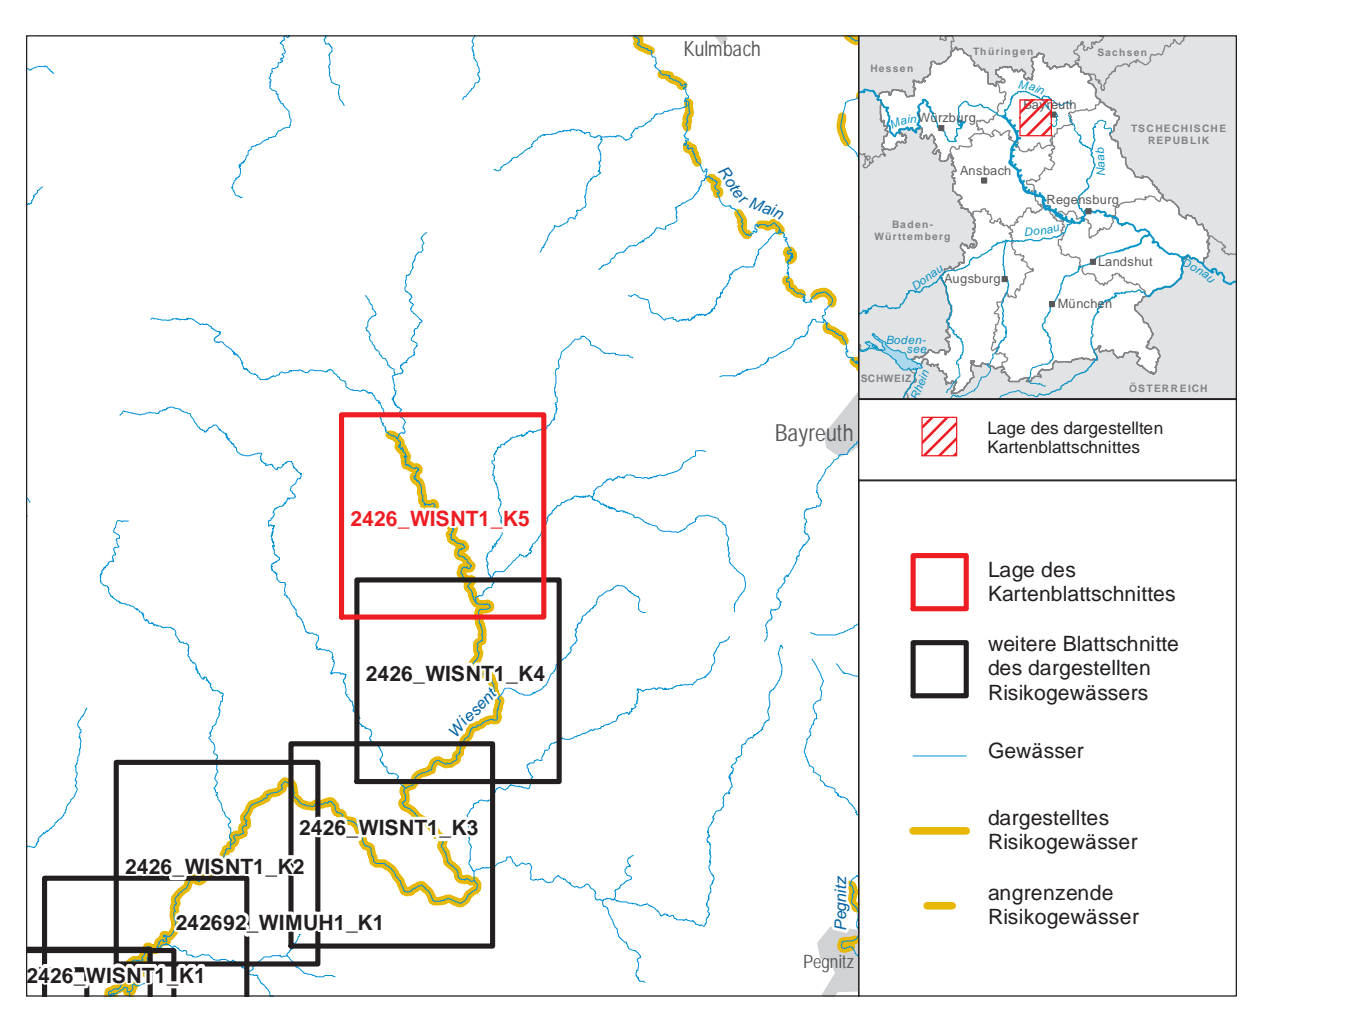 Kulmbach
Roter Main
Bayreuth
2426_WISNT1_K5
2426_WISNT1_K4
Wiesent
2426_WISNT1_K3
2426_WISNT1_K2
242692_WIMUH1_K1
2426_WISNT1_K1
Pegnitz
Pegnitz
Thüringen
Sachsen
Hessen
Main
Bayreuth
Main
Würzburg
TSCHECHISCHE
REPUBLIK
Naab
Ansbach
Regensburg
Baden-
Württemberg
Donau
Landshut
Donau
Donau
Augsburg
München
Boden-
see
SCHWEIZ
Rhein
ÖSTERREICH
Lage des dargestellten
Kartenblattschnittes
Lage des
Kartenblattschnittes
weitere Blattschnitte
des dargestellten
Risikogewässers
Gewässer
dargestelltes
Risikogewässer
angrenzende
Risikogewässer